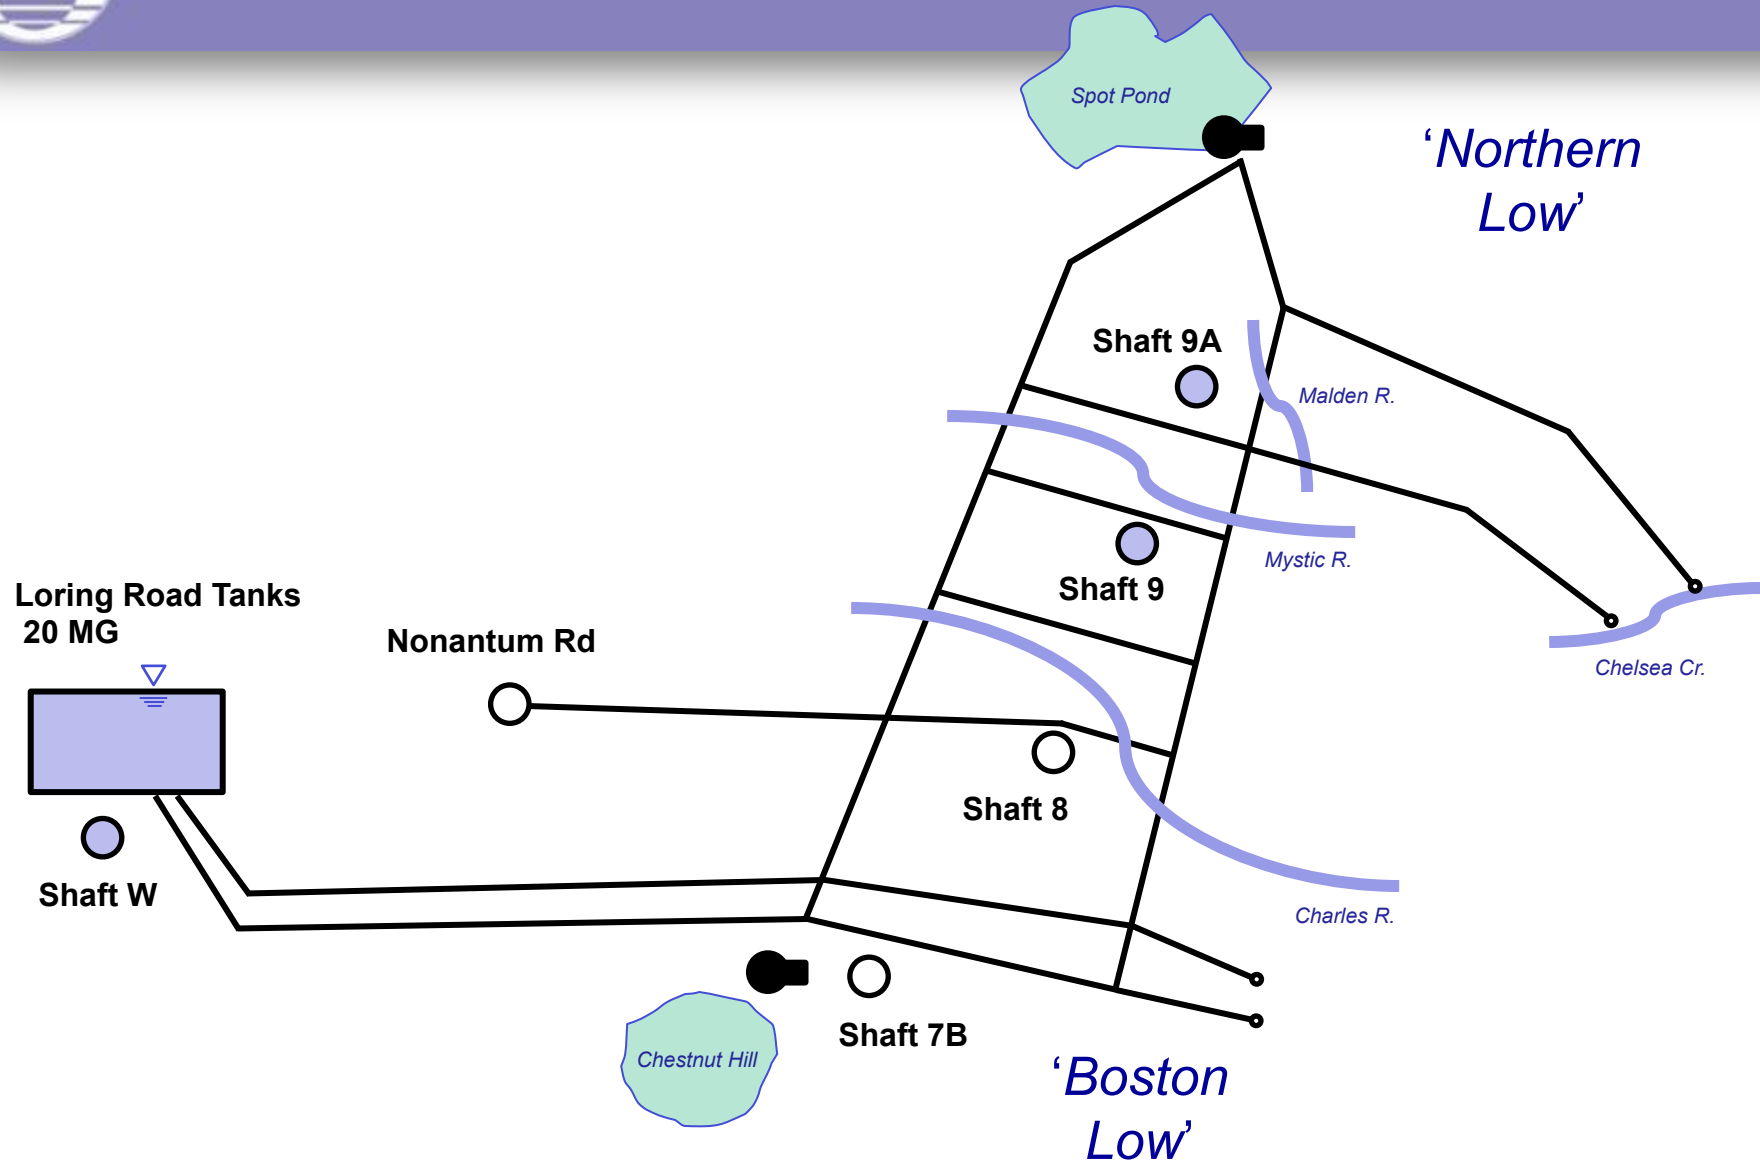 Spot Pond
‘Northern
Low’
Shaft 9A
Malden R.
Mystic R.
Shaft 9
Loring Road Tanks
20 MG
Nonantum Rd
Chelsea Cr.
Shaft 8
Shaft W
Charles R.
Shaft 7B
Chestnut Hill
‘Boston
Low’